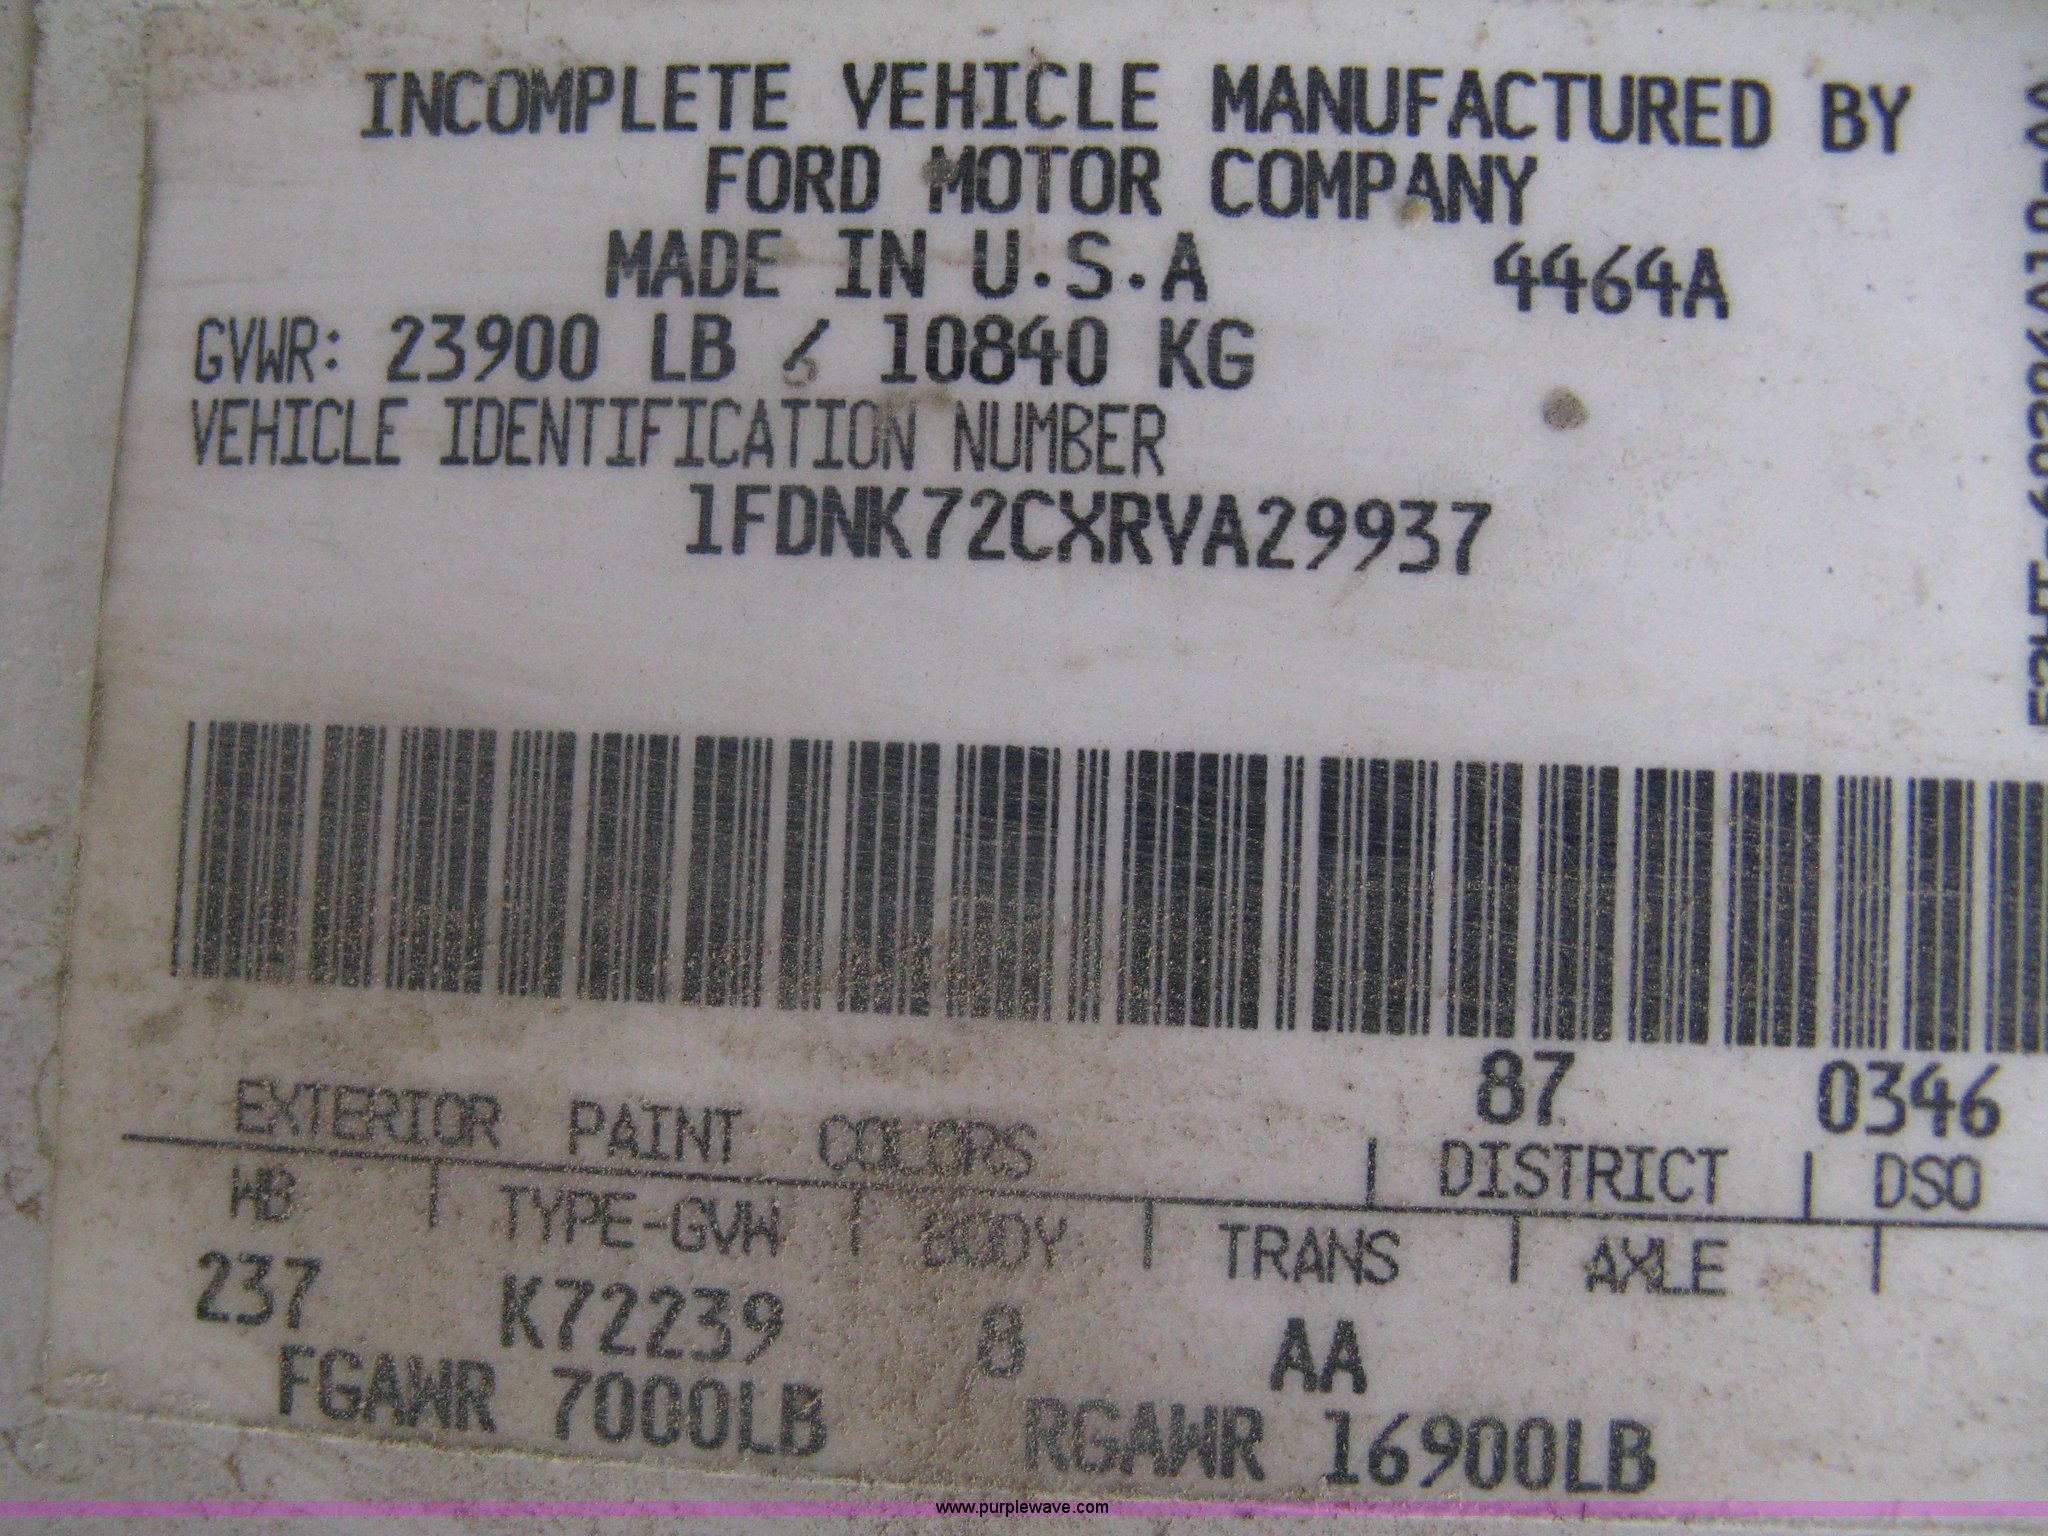 INCOMPLETE VEHICLE MANUFACTURED BY
FORD MOTOR COMPANY
MADE IN U.S.A 4464A
GVWR: 23900 LB / 10840 KG
VEHICLE IDENTIFICATION NUMBER
1FDNK72CXRVA29937
87 0346
EXTERIOR PAINT COLORS DISTRICT DSO
WB TYPE-GVW BODY TRANS AXLE
237 K72239 8 AA
FGAWR 7000LB RGAWR 16900LB
www.purplewave.com